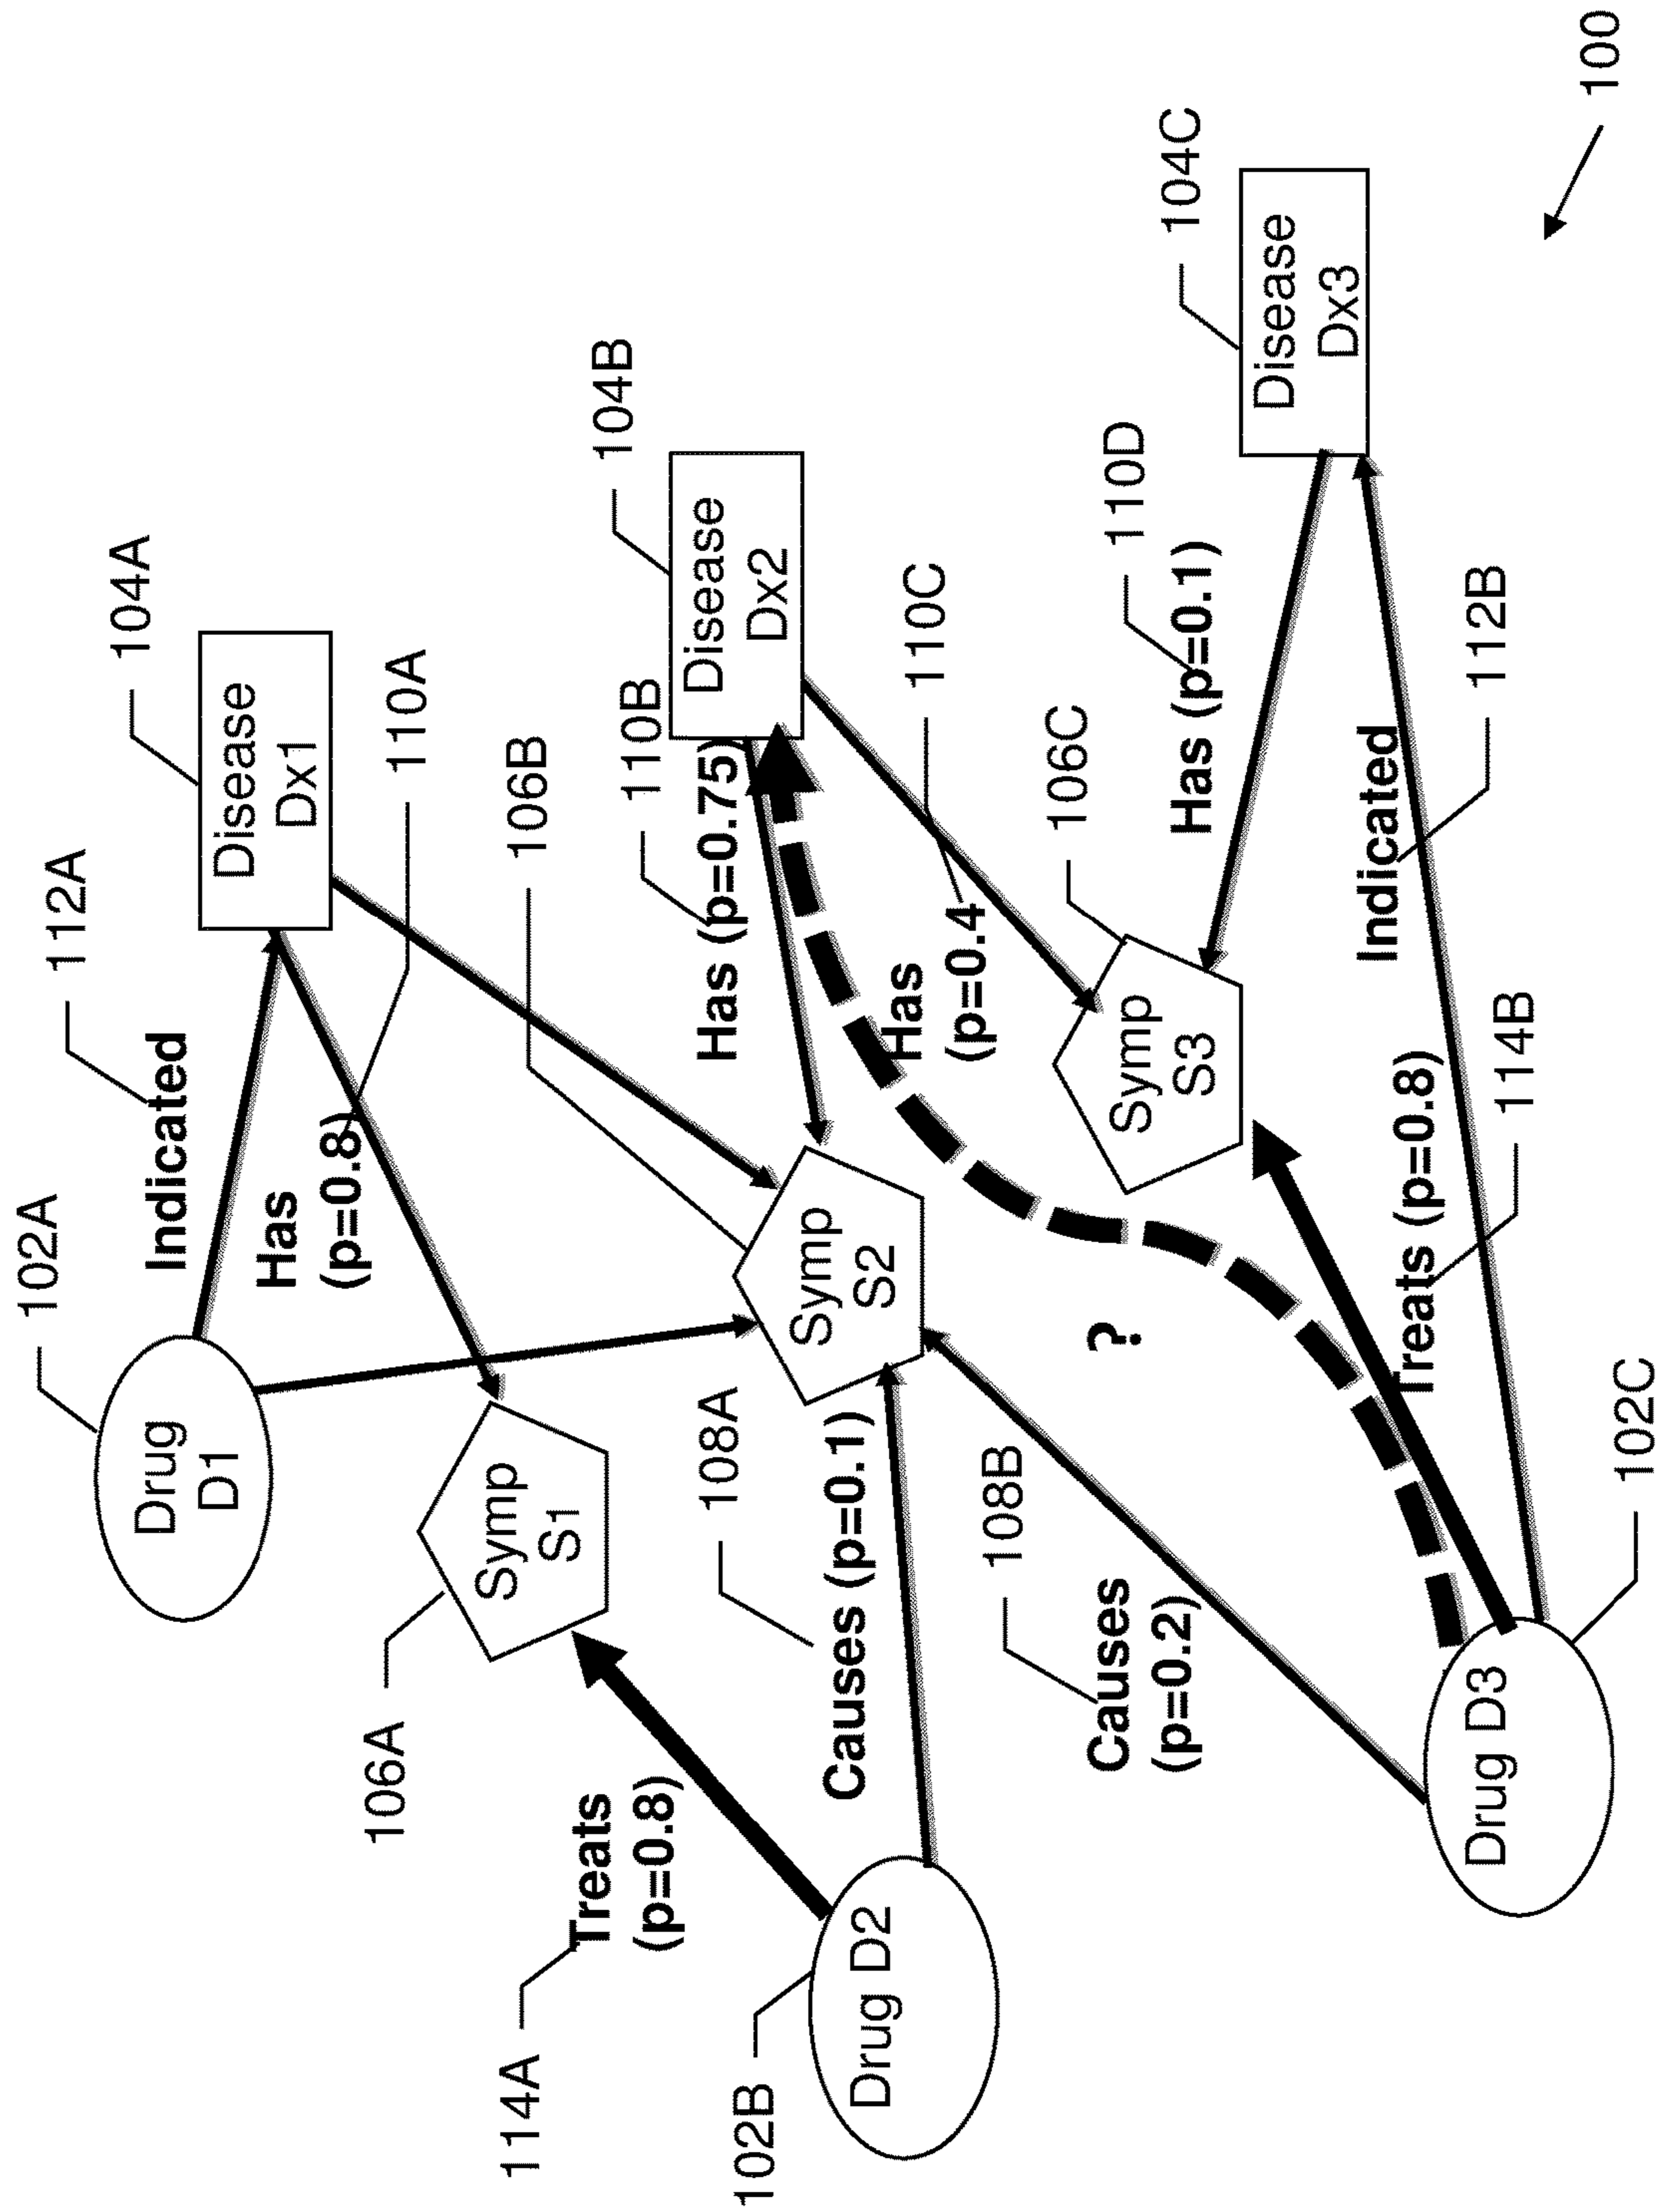 102A
112A
104A
Drug
D1
Indicated
Disease
Dx1
Has
(p=0.8)
110A
106A
Symp
S1
114A
Treats
(p=0.8)
106B
104B
110B
Disease
Dx2
Has (p=0.75)
102B
108A
Symp
S2
Drug D2
Causes (p=0.1)
110C
Has
(p=0.4
108B
106C
110D
104C
Causes
(p=0.2)
?
Symp
S3
Has (p=0.1)
Disease
Dx3
Indicated
Treats (p=0.8)
112B
114B
Drug D3
102C
100